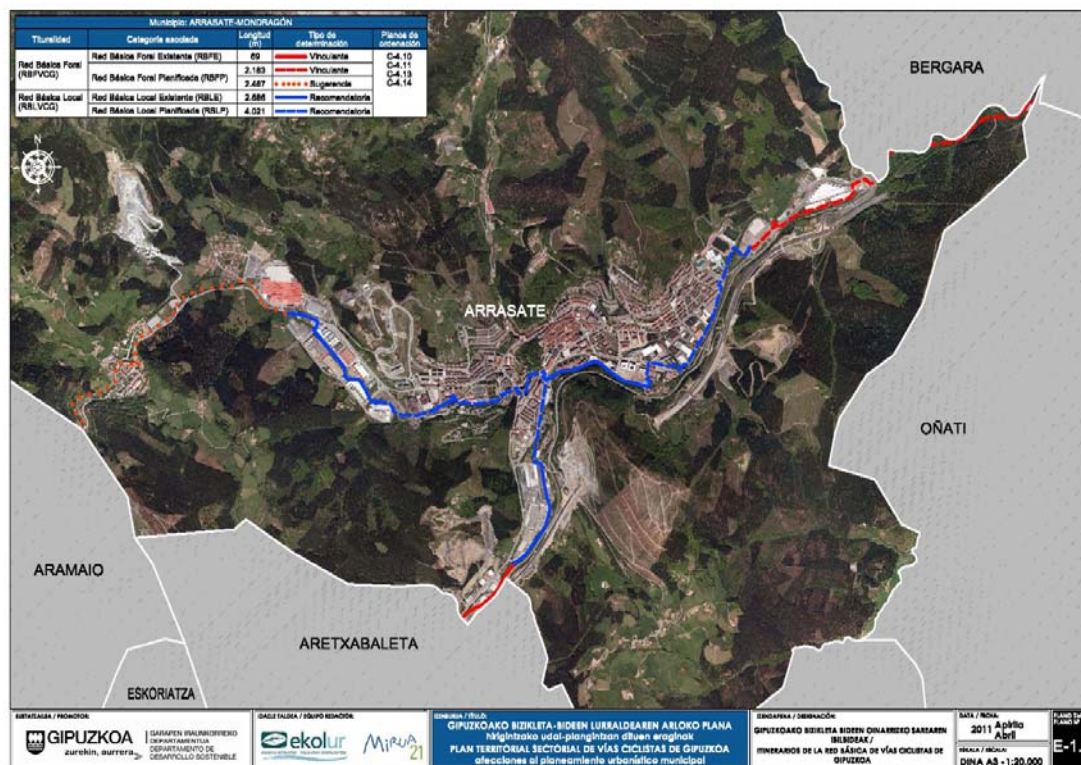 Municipio: ARRASATE-MONDRAGÓN
Titularidad Categoría asociada Longitud (m) Tipo de determinación Planos de ordenación
Red Básica Foral (RBFVCG)
Red Básica Foral Existente (RBFE) 69 Vinculante
Red Básica Foral Planificada (RBFP) 2.183 Vinculante
2.487 Sugerencia
Red Básica Local (RBLVCG)
Red Básica Local Existente (RBLE) 2.686 Recomendatoria
Red Básica Local Planificada (RBLP) 4.021 Recomendatoria
C-4.10
C-4.11
C-4.13
C-4.14
N
BERGARA
ARRASATE
OÑATI
ARAMAIO
ARETXABALETA
ESKORIATZA
SUSTATZAILEA / PROMOTOR:
GIPUZKOA
zurekin, aurrera
GARAPEN IRAUNKORREKO
DEPARTAMENTUA
DEPARTAMENTO DE
DESARROLLO SOSTENIBLE
IDAZLE TALDEA / EQUIPO REDACTOR:
ekolur
MIRUA 21
IZENBURUA / TÍTULO:
GIPUZKOAKO BIZIKLETA-BIDEEN LURRALDEAREN ARLOKO PLANA
hirigintzako udal-plangintzan dituen eraginak
PLAN TERRITORIAL SECTORIAL DE VÍAS CICLISTAS DE GIPUZKOA
afecciones al planeamiento urbanístico municipal
IZENDAPENA / DESIGNACIÓN:
GIPUZKOAKO BIZIKLETA BIDEEN OINARRIZKO SAREAREN
IBILBIDEAK /
ITINERARIOS DE LA RED BÁSICA DE VÍAS CICLISTAS DE
GIPUZKOA
DATA / FECHA:
2011 Apirila
Abril
ESKALA / ESCALA:
DINA A3 - 1:20.000
E-1.